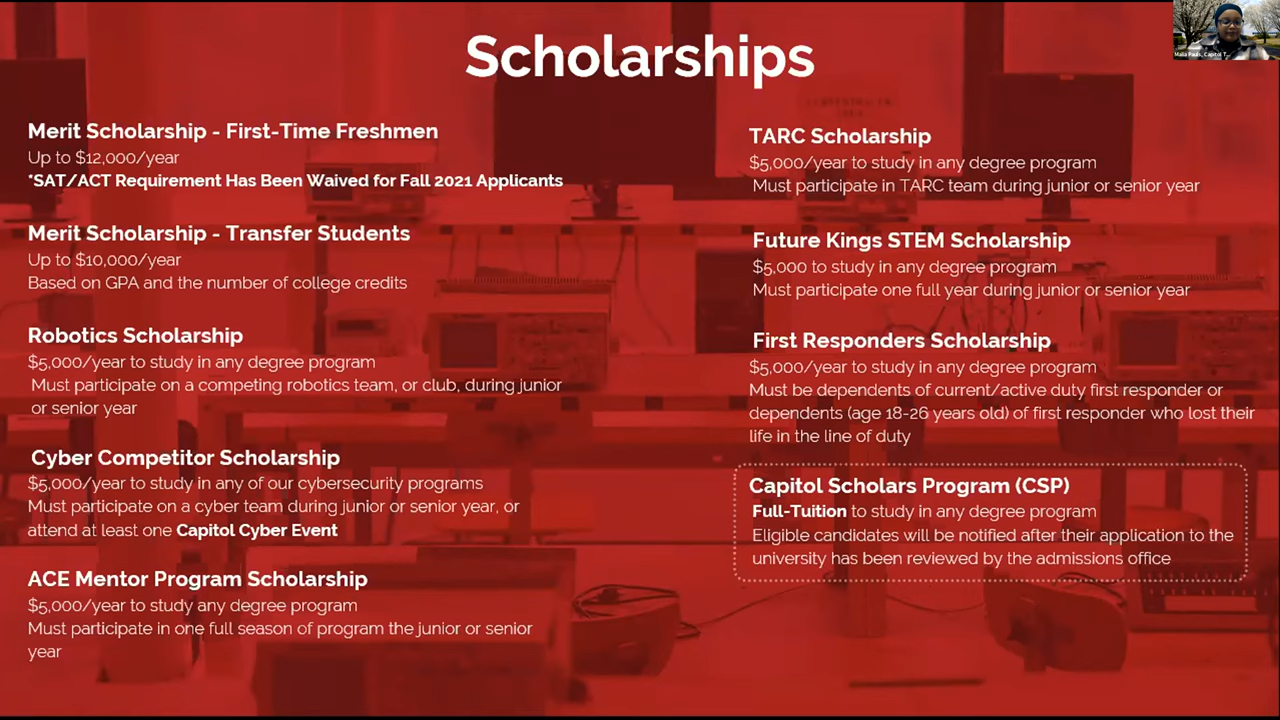 Scholarships
Merit Scholarship - First-Time Freshmen
Up to $12,000/year
*SAT/ACT Requirement Has Been Waived for Fall 2021 Applicants
Merit Scholarship - Transfer Students
Up to $10,000/year
Based on GPA and the number of college credits
Robotics Scholarship
$5,000/year to study in any degree program
Must participate on a competing robotics team, or club, during junior
or senior year
Cyber Competitor Scholarship
$5,000/year to study in any of our cybersecurity programs
Must participate on a cyber team during junior or senior year, or
attend at least one Capitol Cyber Event
ACE Mentor Program Scholarship
$5,000/year to study any degree program
Must participate in one full season of program the junior or senior
year
TARC Scholarship
$5,000/year to study in any degree program
Must participate in TARC team during junior or senior year
Future Kings STEM Scholarship
$5,000 to study in any degree program
Must participate one full year during junior or senior year
First Responders Scholarship
$5,000/year to study in any degree program
Must be dependents of current/active duty first responder or
dependents (age 18-26 years old) of first responder who lost their
life in the line of duty
Capitol Scholars Program (CSP)
Full-Tuition to study in any degree program
Eligible candidates will be notified after their application to the
university has been reviewed by the admissions office